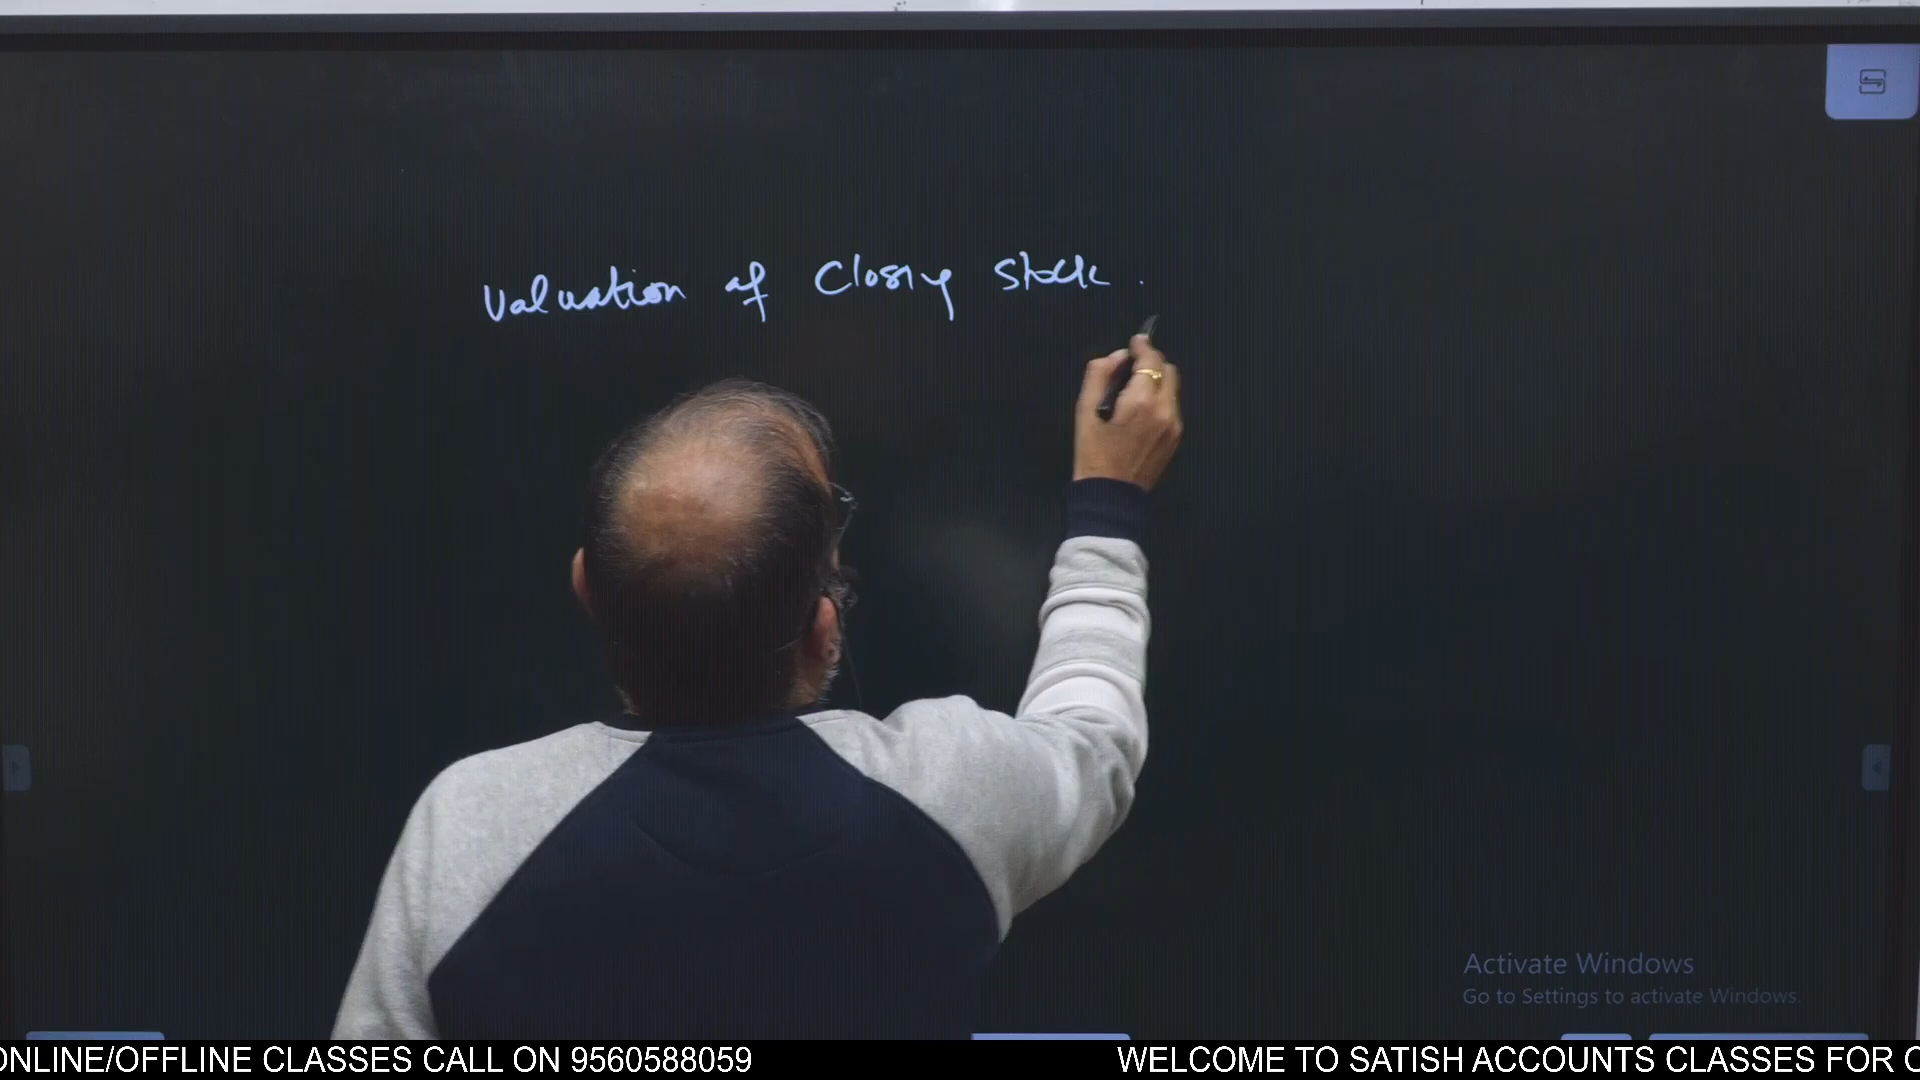 Valuation of Closing Stock.
Activate Windows
Go to Settings to activate Windows.
ONLINE/OFFLINE CLASSES CALL ON 9560588059 WELCOME TO SATISH ACCOUNTS CLASSES FOR C